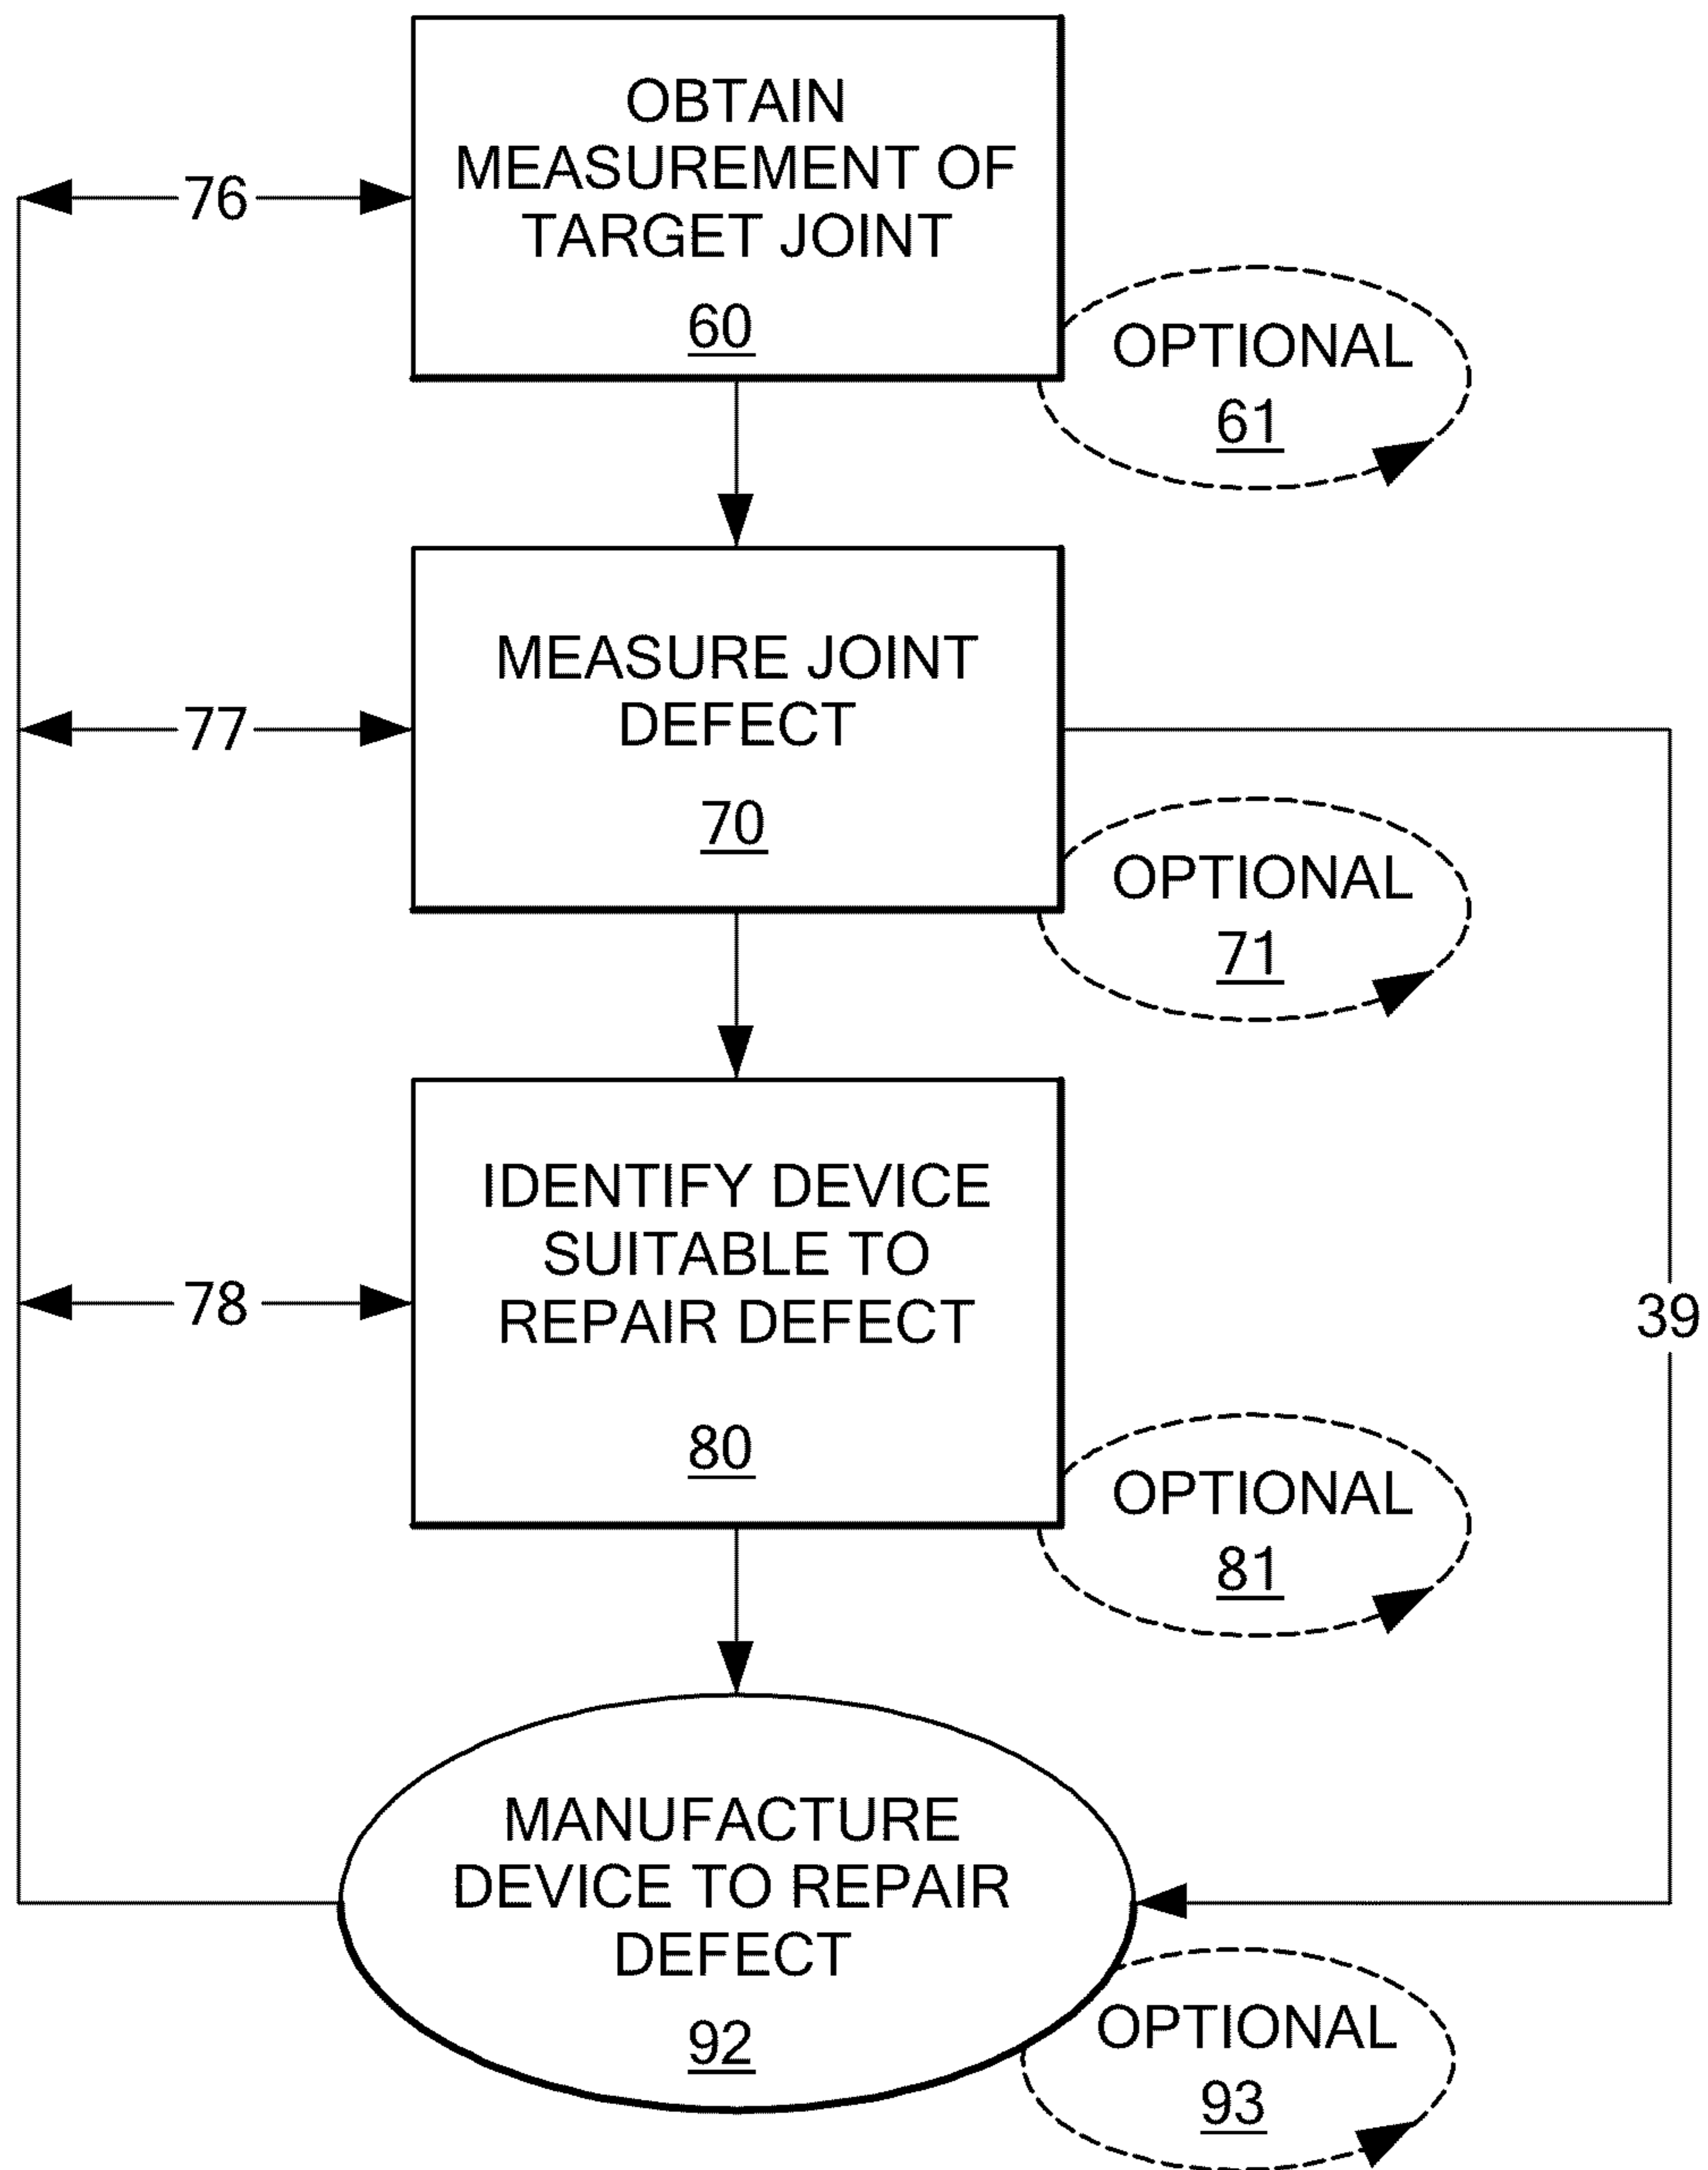 OBTAIN
MEASUREMENT OF
TARGET JOINT
60
76
OPTIONAL
61
MEASURE JOINT
DEFECT
70
77
OPTIONAL
71
IDENTIFY DEVICE
SUITABLE TO
REPAIR DEFECT
80
78
39
OPTIONAL
81
MANUFACTURE
DEVICE TO REPAIR
DEFECT
92
OPTIONAL
93